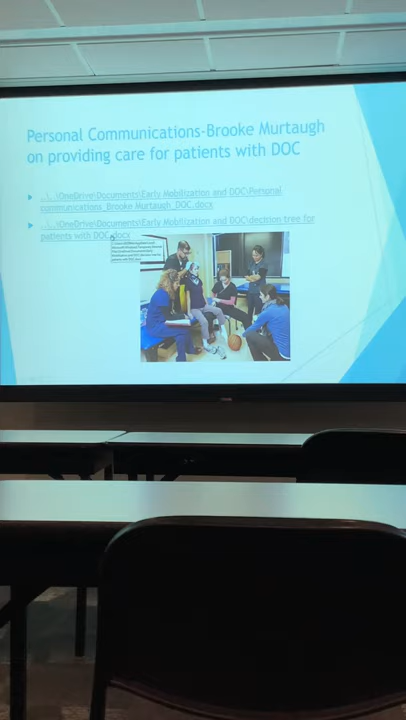 Personal Communications-Brooke Murtaugh
on providing care for patients with DOC
..\..\OneDrive\Documents\Early Mobilization and DOC\Personal
communications_Brooke Murtaugh_DOC.docx
..\..\OneDrive\Documents\Early Mobilization and DOC\decision tree for
patients with DOC.docx